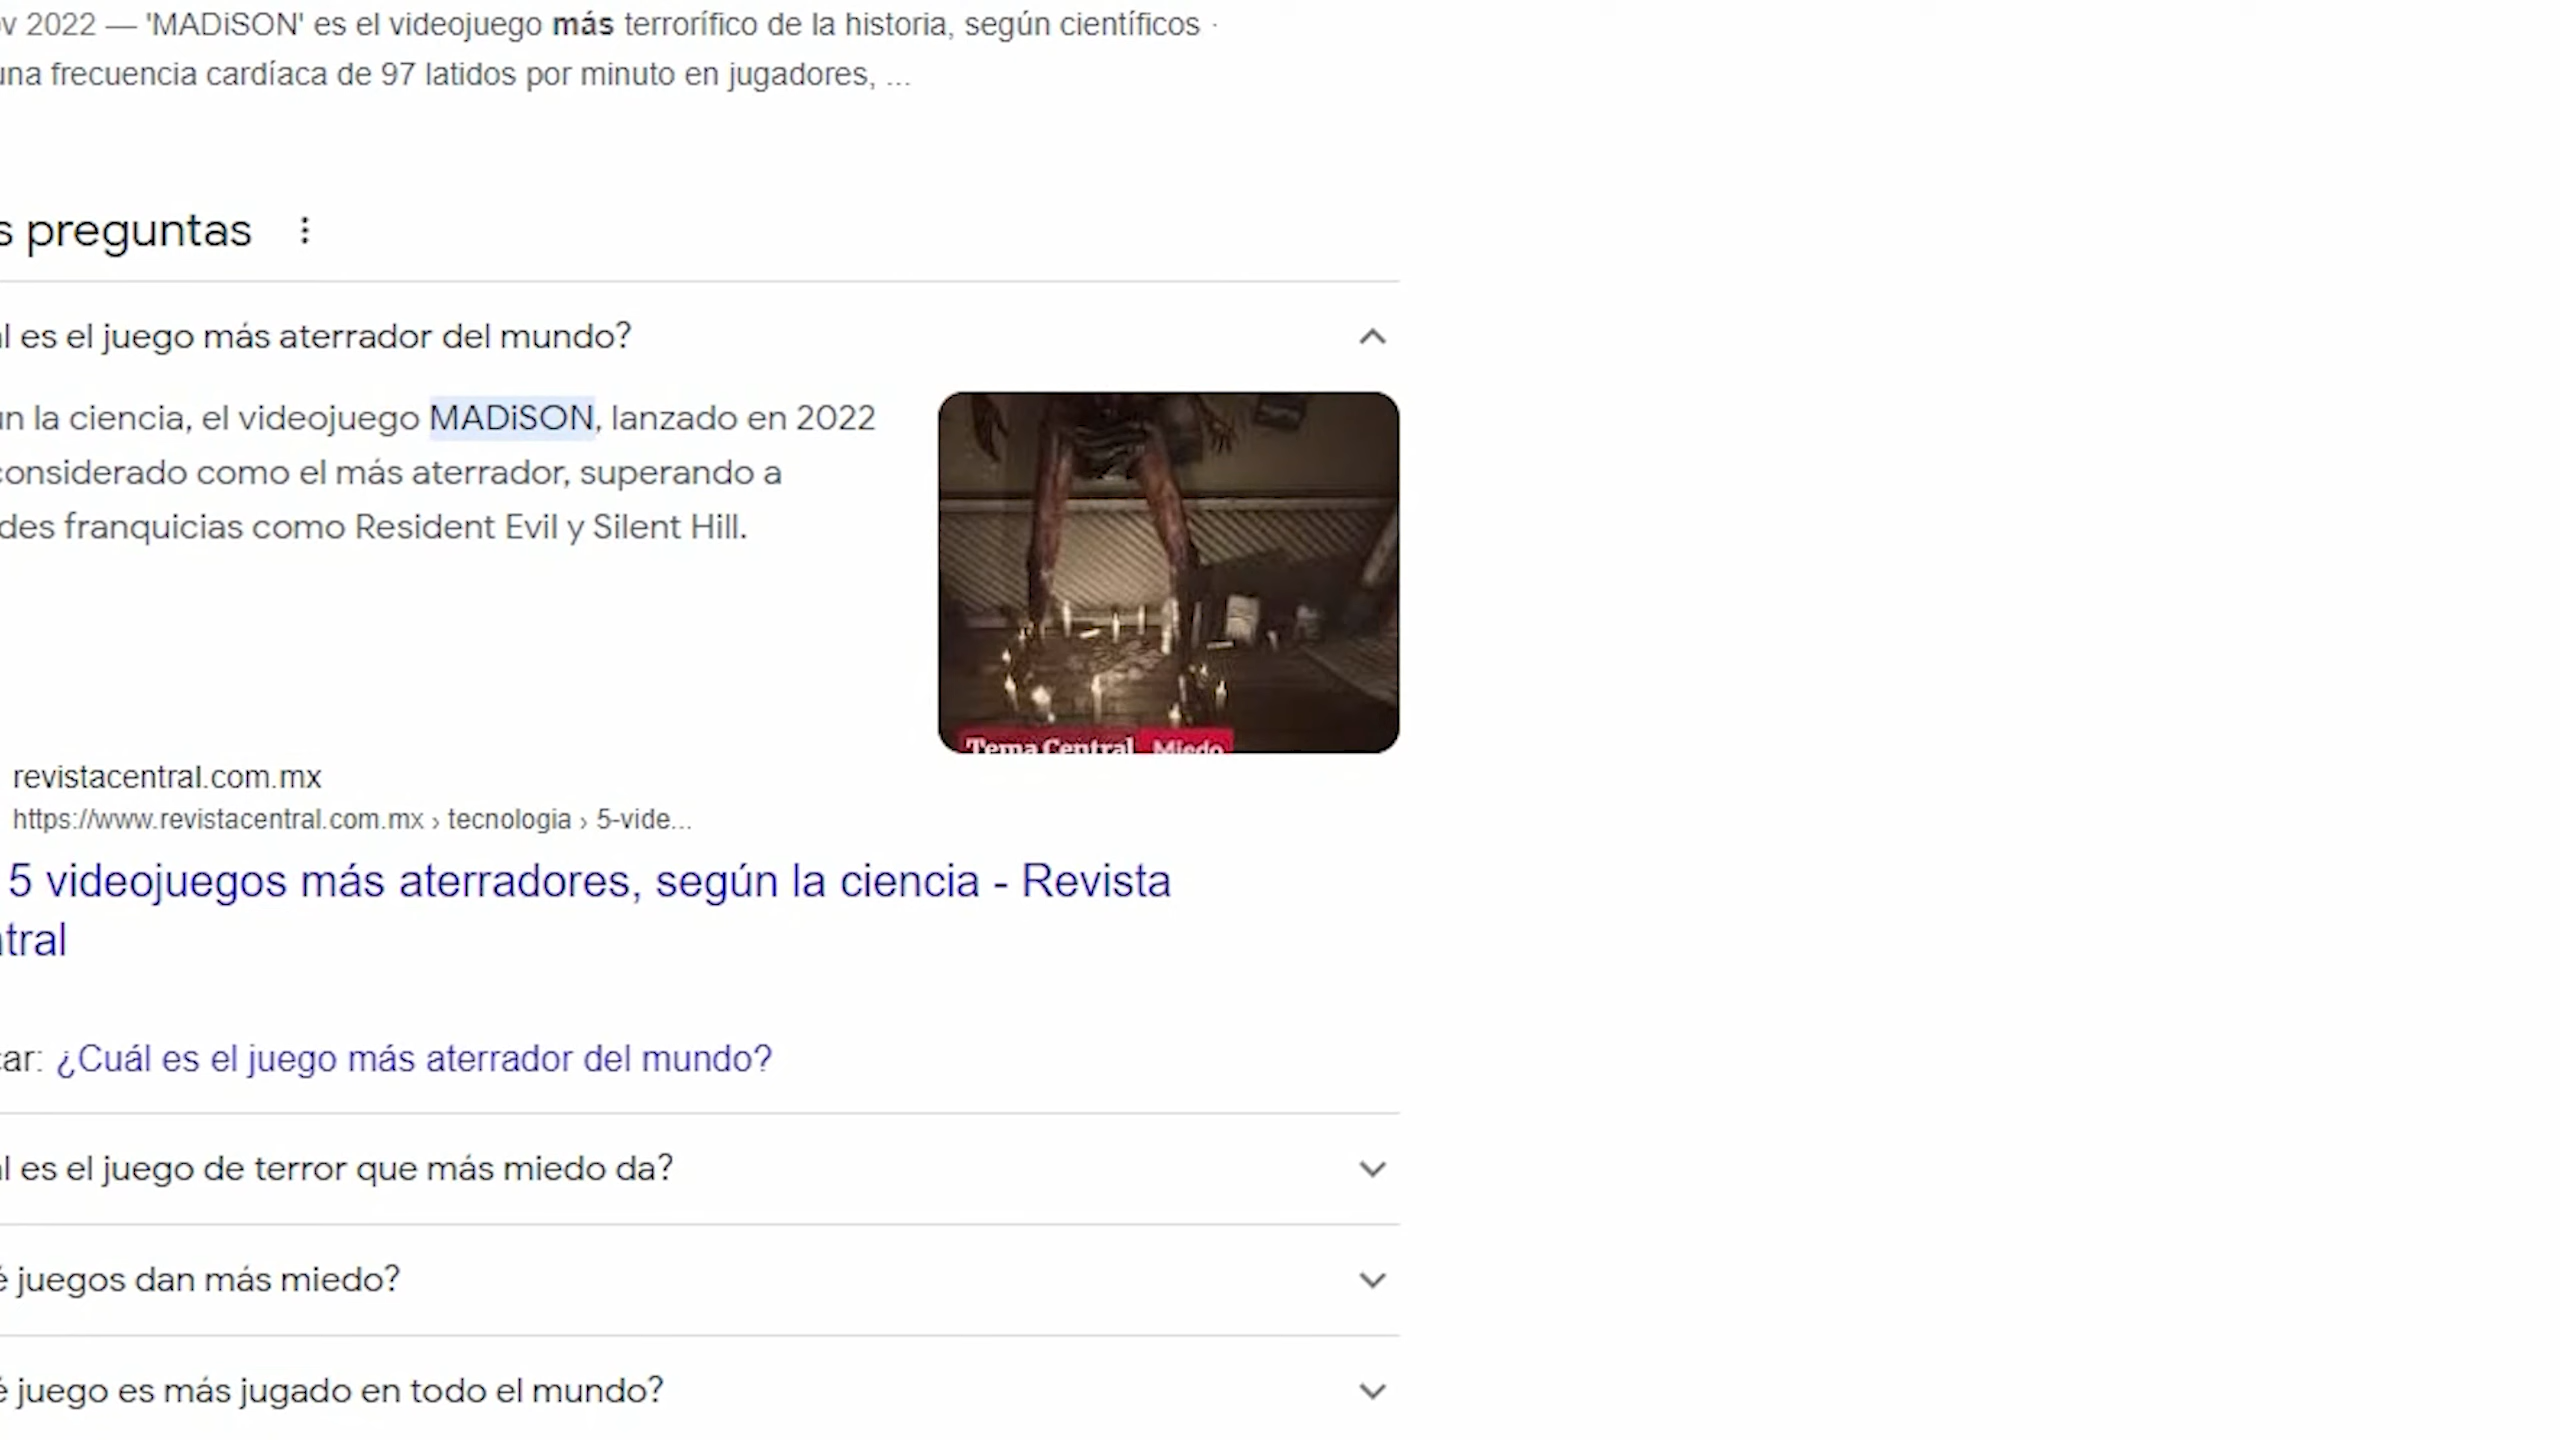 2022 — 'MADiSON' es el videojuego más terrorífico de la historia, según científicos ·
una frecuencia cardíaca de 97 latidos por minuto en jugadores, ...
s preguntas
l es el juego más aterrador del mundo?
n la ciencia, el videojuego MADiSON, lanzado en 2022
considerado como el más aterrador, superando a
des franquicias como Resident Evil y Silent Hill.
Tema Central Miedo
revistacentral.com.mx
https://www.revistacentral.com.mx › tecnologia › 5-vide...
5 videojuegos más aterradores, según la ciencia - Revista
tral
ar: ¿Cuál es el juego más aterrador del mundo?
l es el juego de terror que más miedo da?
é juegos dan más miedo?
é juego es más jugado en todo el mundo?